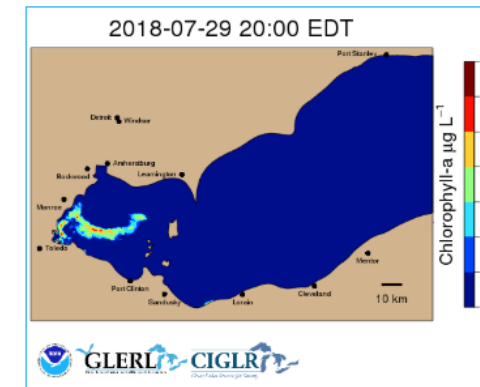 2018-07-29 20:00 EDT
Port Stanley
Detroit
Windsor
Amherstburg
Rockwood
Leamington
Monroe
Toledo
Mentor
Port Clinton
Sandusky
Lorain
Cleveland
10 km
Chlorophyll-a µg L⁻¹
GLERL
CIGLR